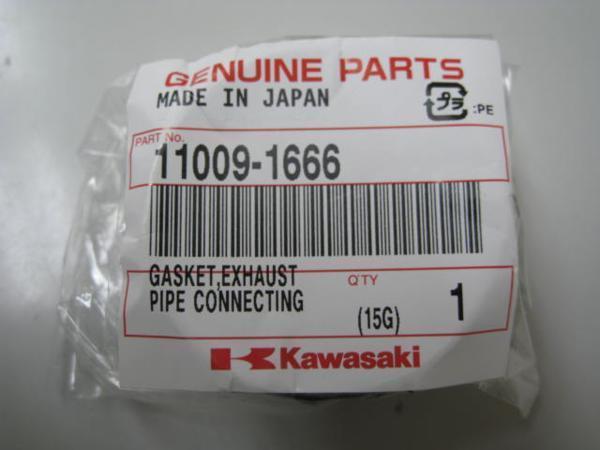 GENUINE PARTS
MADE IN JAPAN
プラ :PE
PART No.
11009-1666
GASKET,EXHAUST
PIPE CONNECTING
Q'TY
(15G) 1
Kawasaki